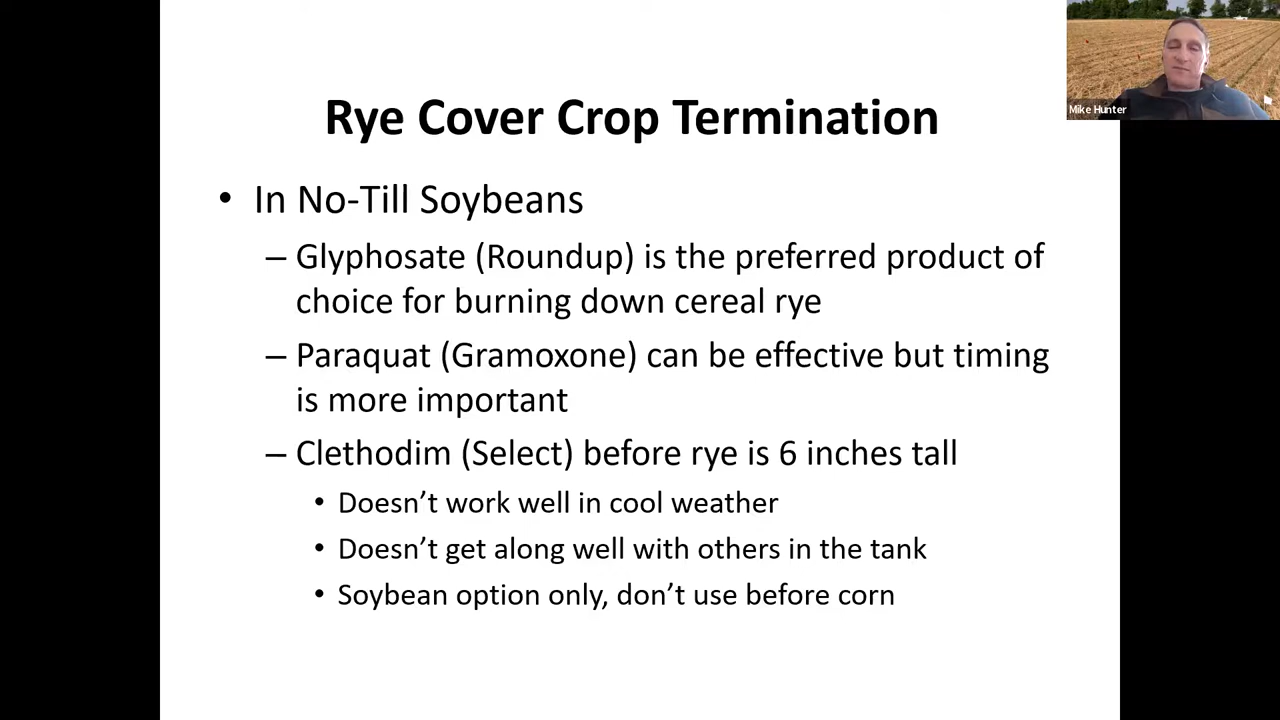 Mike Hunter
Rye Cover Crop Termination
• In No-Till Soybeans
– Glyphosate (Roundup) is the preferred product of
choice for burning down cereal rye
– Paraquat (Gramoxone) can be effective but timing
is more important
– Clethodim (Select) before rye is 6 inches tall
• Doesn’t work well in cool weather
• Doesn’t get along well with others in the tank
• Soybean option only, don’t use before corn